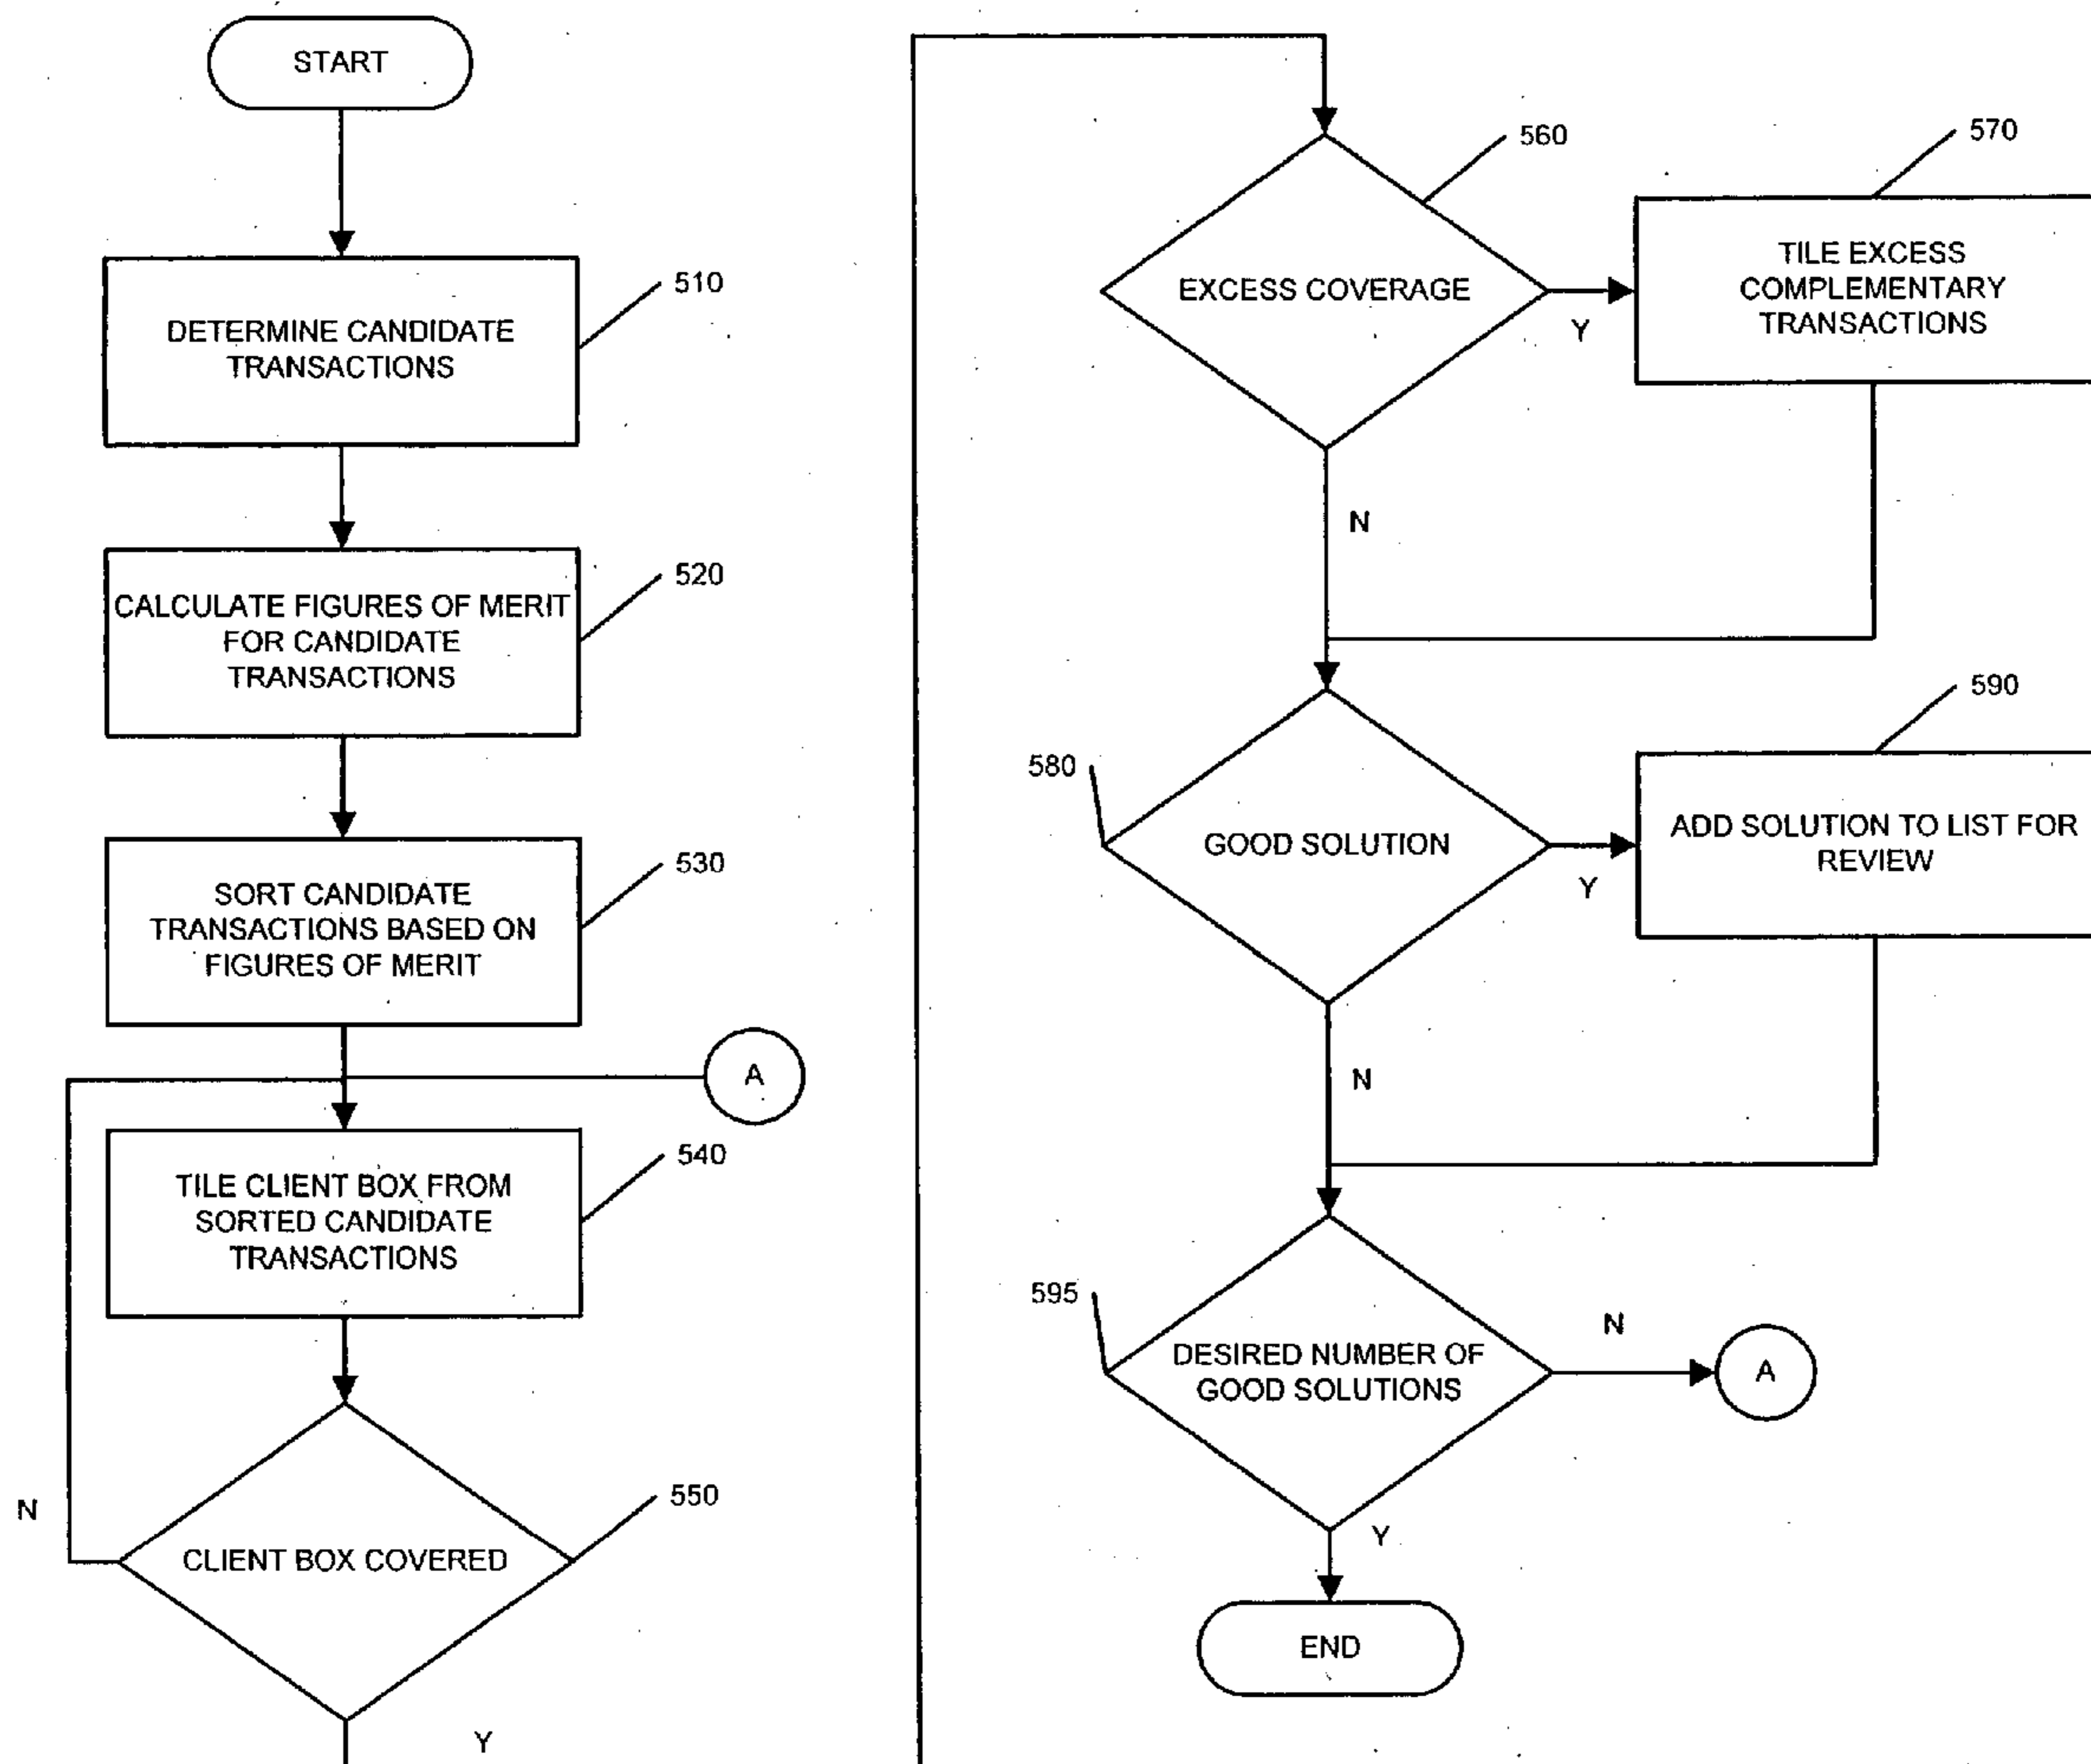 START
510
DETERMINE CANDIDATE
TRANSACTIONS
520
CALCULATE FIGURES OF MERIT
FOR CANDIDATE
TRANSACTIONS
530
SORT CANDIDATE
TRANSACTIONS BASED ON
FIGURES OF MERIT
A
540
TILE CLIENT BOX FROM
SORTED CANDIDATE
TRANSACTIONS
550
N
CLIENT BOX COVERED
Y
560
EXCESS COVERAGE
Y
570
TILE EXCESS
COMPLEMENTARY
TRANSACTIONS
N
580
GOOD SOLUTION
Y
590
ADD SOLUTION TO LIST FOR
REVIEW
N
595
DESIRED NUMBER OF
GOOD SOLUTIONS
N
A
Y
END